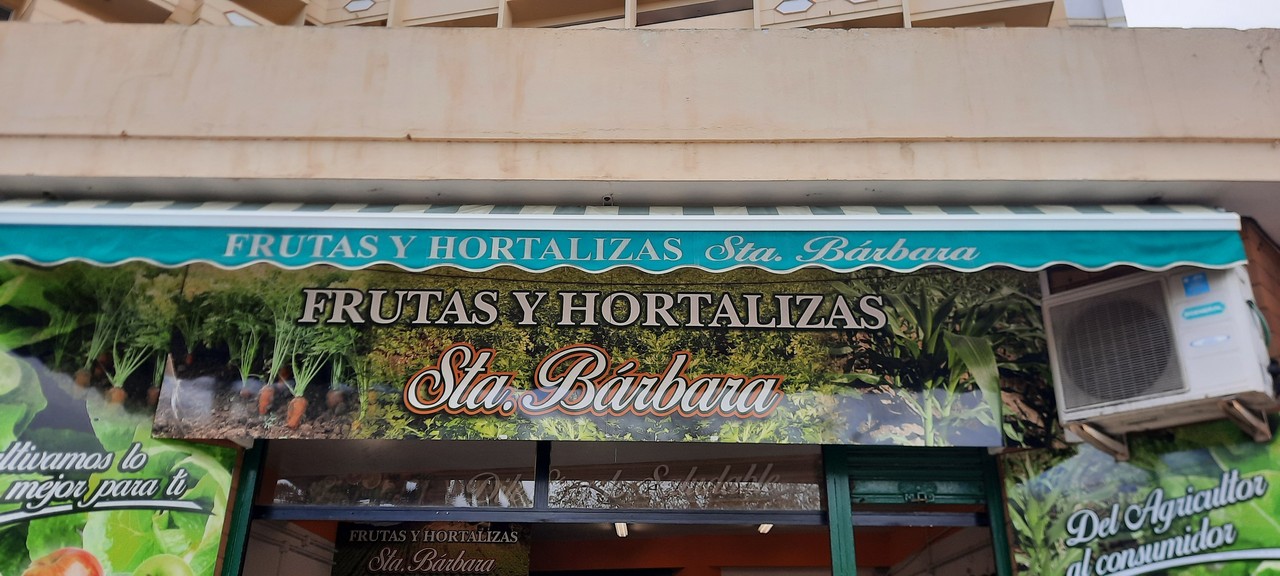 FRUTAS Y HORTALIZAS Sta. Bárbara
FRUTAS Y HORTALIZAS
Sta. Bárbara
ltivamos lo
mejor para ti
Del Agricultor
al consumidor
FRUTAS Y HORTALIZAS
Sta. Bárbara